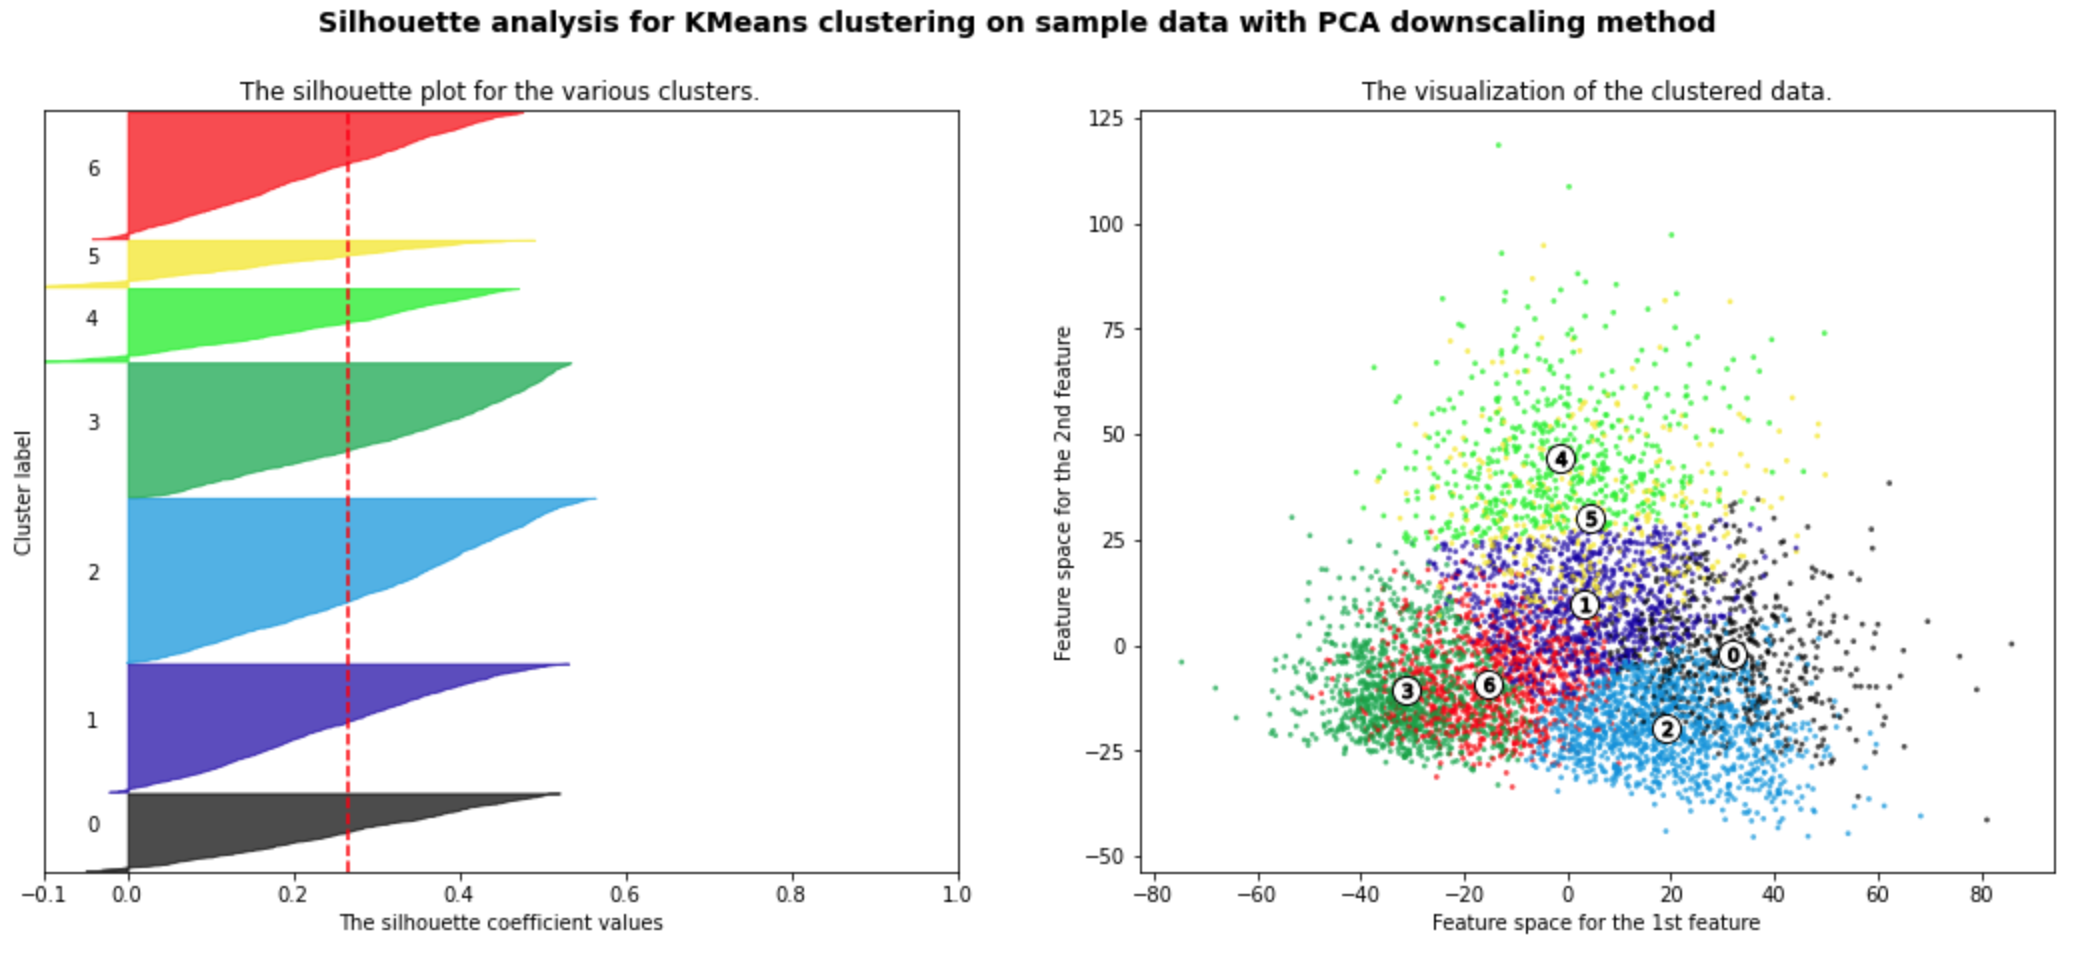 Silhouette analysis for KMeans clustering on sample data with PCA downscaling method
The silhouette plot for the various clusters.
6
5
4
3
2
1
0
Cluster label
−0.1 0.0 0.2 0.4 0.6 0.8 1.0
The silhouette coefficient values
The visualization of the clustered data.
125
100
75
50
25
0
−25
−50
Feature space for the 2nd feature
4
5
1
0
6
3
2
−80 −60 −40 −20 0 20 40 60 80
Feature space for the 1st feature